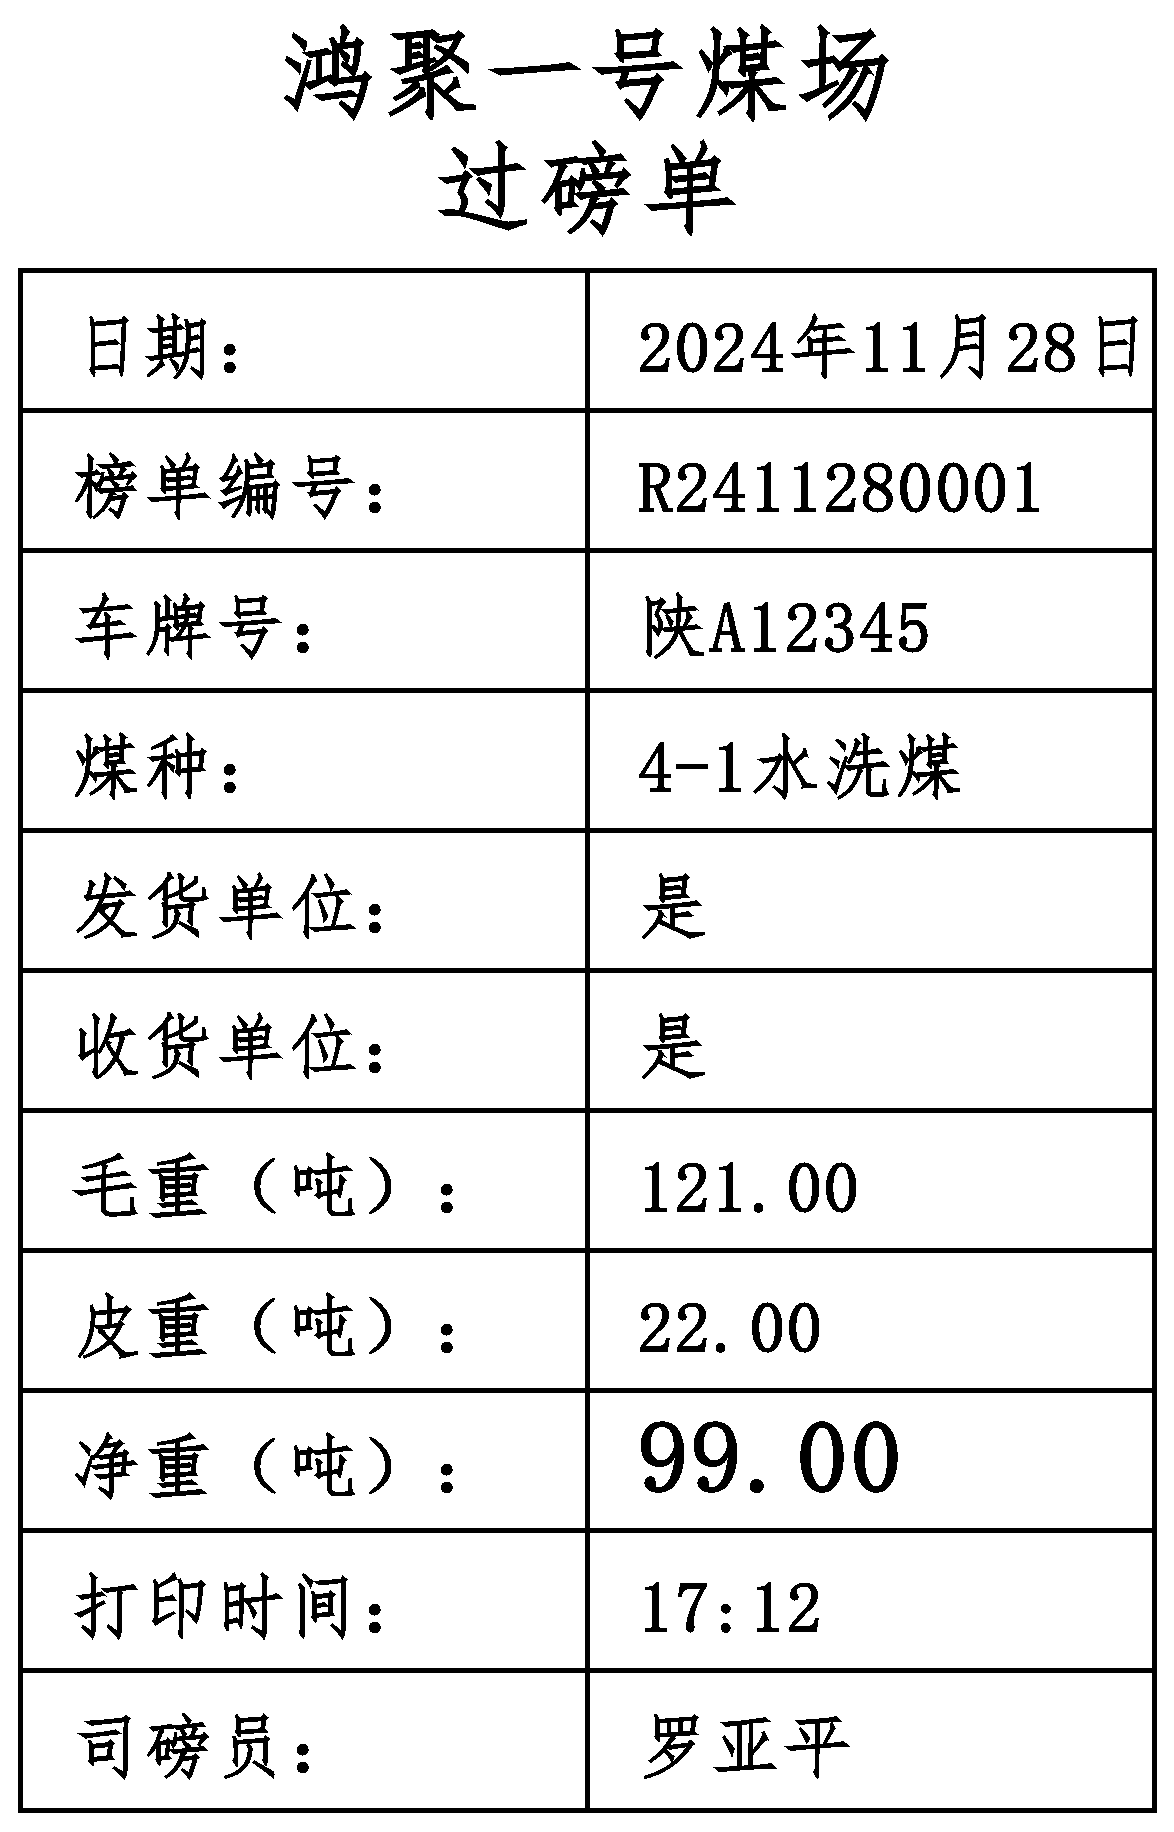 鸿聚一号煤场
过磅单
日期： 2024年11月28日
榜单编号： R2411280001
车牌号： 陕A12345
煤种： 4-1水洗煤
发货单位： 是
收货单位： 是
毛重（吨）： 121.00
皮重（吨）： 22.00
净重（吨）： 99.00
打印时间： 17:12
司磅员： 罗亚平